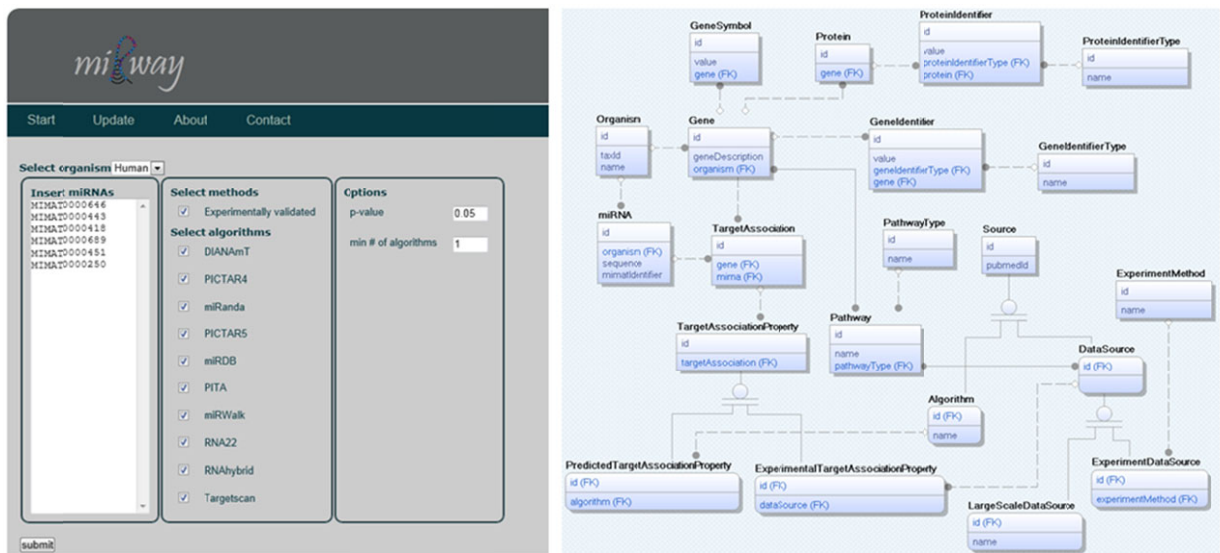 miRway
Start Update About Contact
Select organism Human
Insert miRNAs
MIMAT0000646
MIMAT0000443
MIMAT0000418
MIMAT0000689
MIMAT0000451
MIMAT0000250
Select methods
Experimentally validated
Select algorithms
DIANAmT
PICTAR4
miRanda
PICTAR5
miRDB
PITA
miRWalk
RNA22
RNAhybrid
Targetscan
Options
p-value 0.05
min # of algorithms 1
submit
GeneSymbol
id
value
gene (FK)
Protein
id
gene (FK)
ProteinIdentifier
id
value
proteinIdentifierType (FK)
protein (FK)
ProteinIdentifierType
id
name
Organism
id
taxId
name
Gene
id
geneDescription
organism (FK)
GeneIdentifier
id
value
geneIdentifierType (FK)
gene (FK)
GeneIdentifierType
id
name
miRNA
id
organism (FK)
sequence
mimatIdentifier
TargetAssociation
id
gene (FK)
mirna (FK)
PathwayType
id
name
Source
id
pubmedId
ExperimentMethod
id
name
TargetAssociationProperty
id
targetAssociation (FK)
Pathway
id
name
pathwayType (FK)
DataSource
id (FK)
Algorithm
id (FK)
name
PredictedTargetAssociationProperty
id (FK)
algorithm (FK)
ExperimentalTargetAssociationProperty
id (FK)
dataSource (FK)
ExperimentDataSource
id (FK)
experimentMethod (FK)
LargeScaleDataSource
id (FK)
name